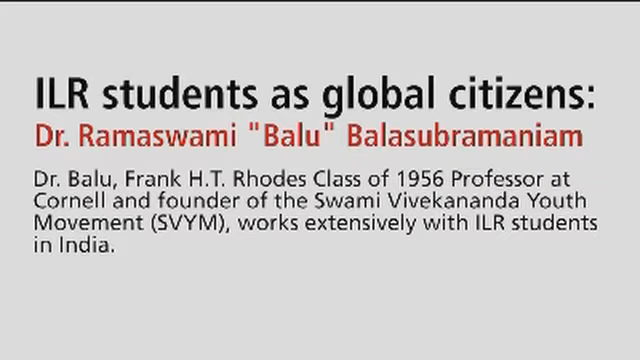 ILR students as global citizens:
Dr. Ramaswami "Balu" Balasubramaniam
Dr. Balu, Frank H.T. Rhodes Class of 1956 Professor at
Cornell and founder of the Swami Vivekananda Youth
Movement (SVYM), works extensively with ILR students
in India.